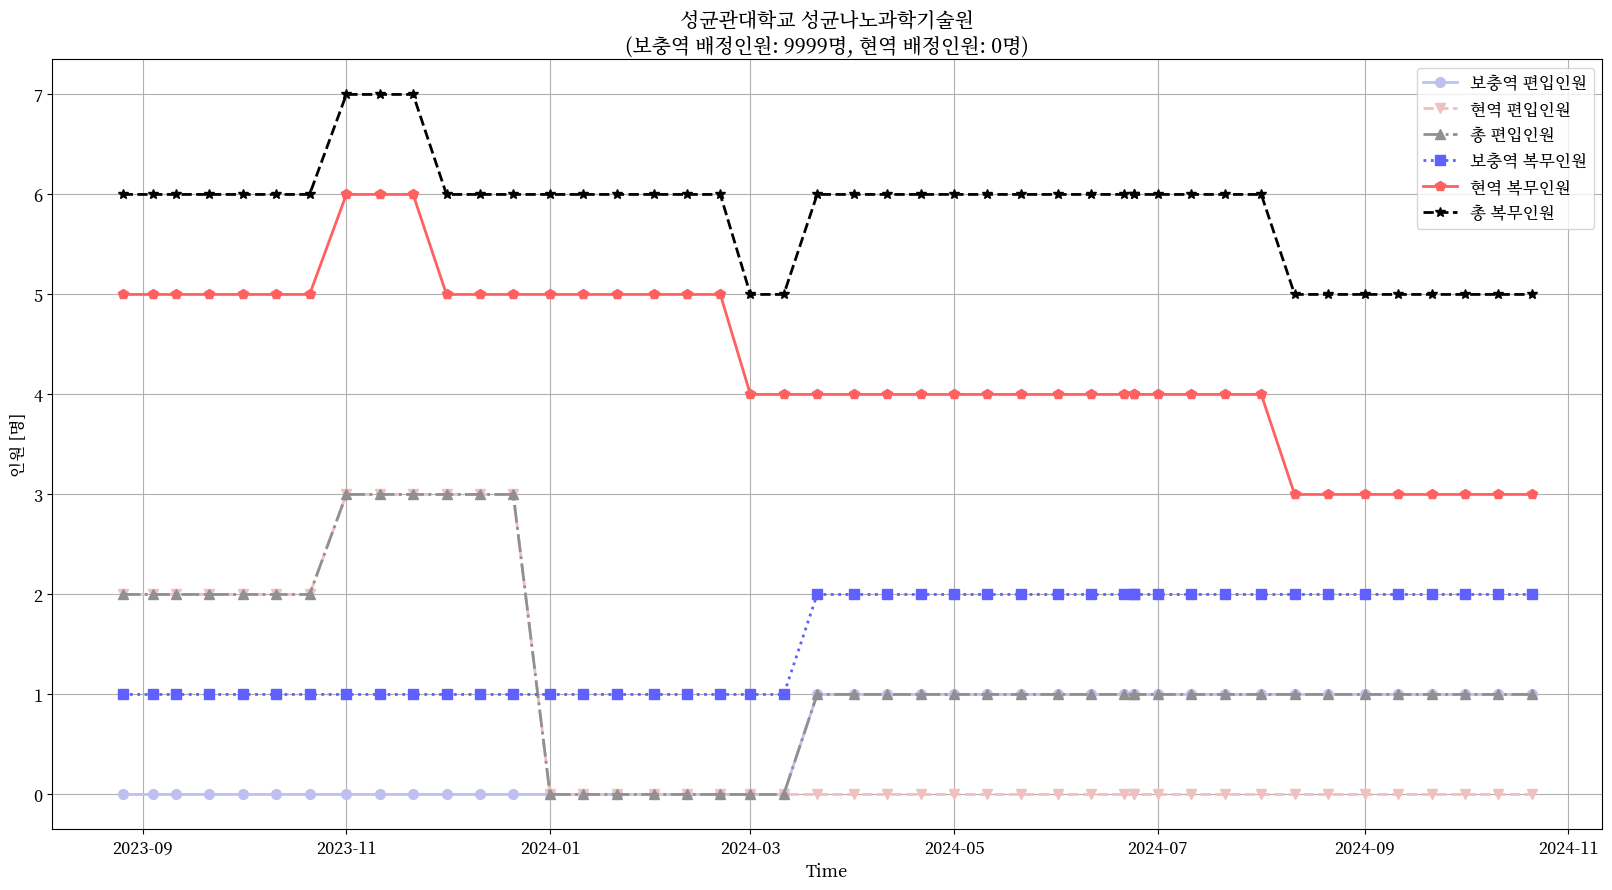 성균관대학교 성균나노과학기술원
(보충역 배정인원: 9999명, 현역 배정인원: 0명)
보충역 편입인원
현역 편입인원
총 편입인원
보충역 복무인원
현역 복무인원
총 복무인원
인원 [명]
7
6
5
4
3
2
1
0
2023-09
2023-11
2024-01
2024-03
2024-05
2024-07
2024-09
2024-11
Time